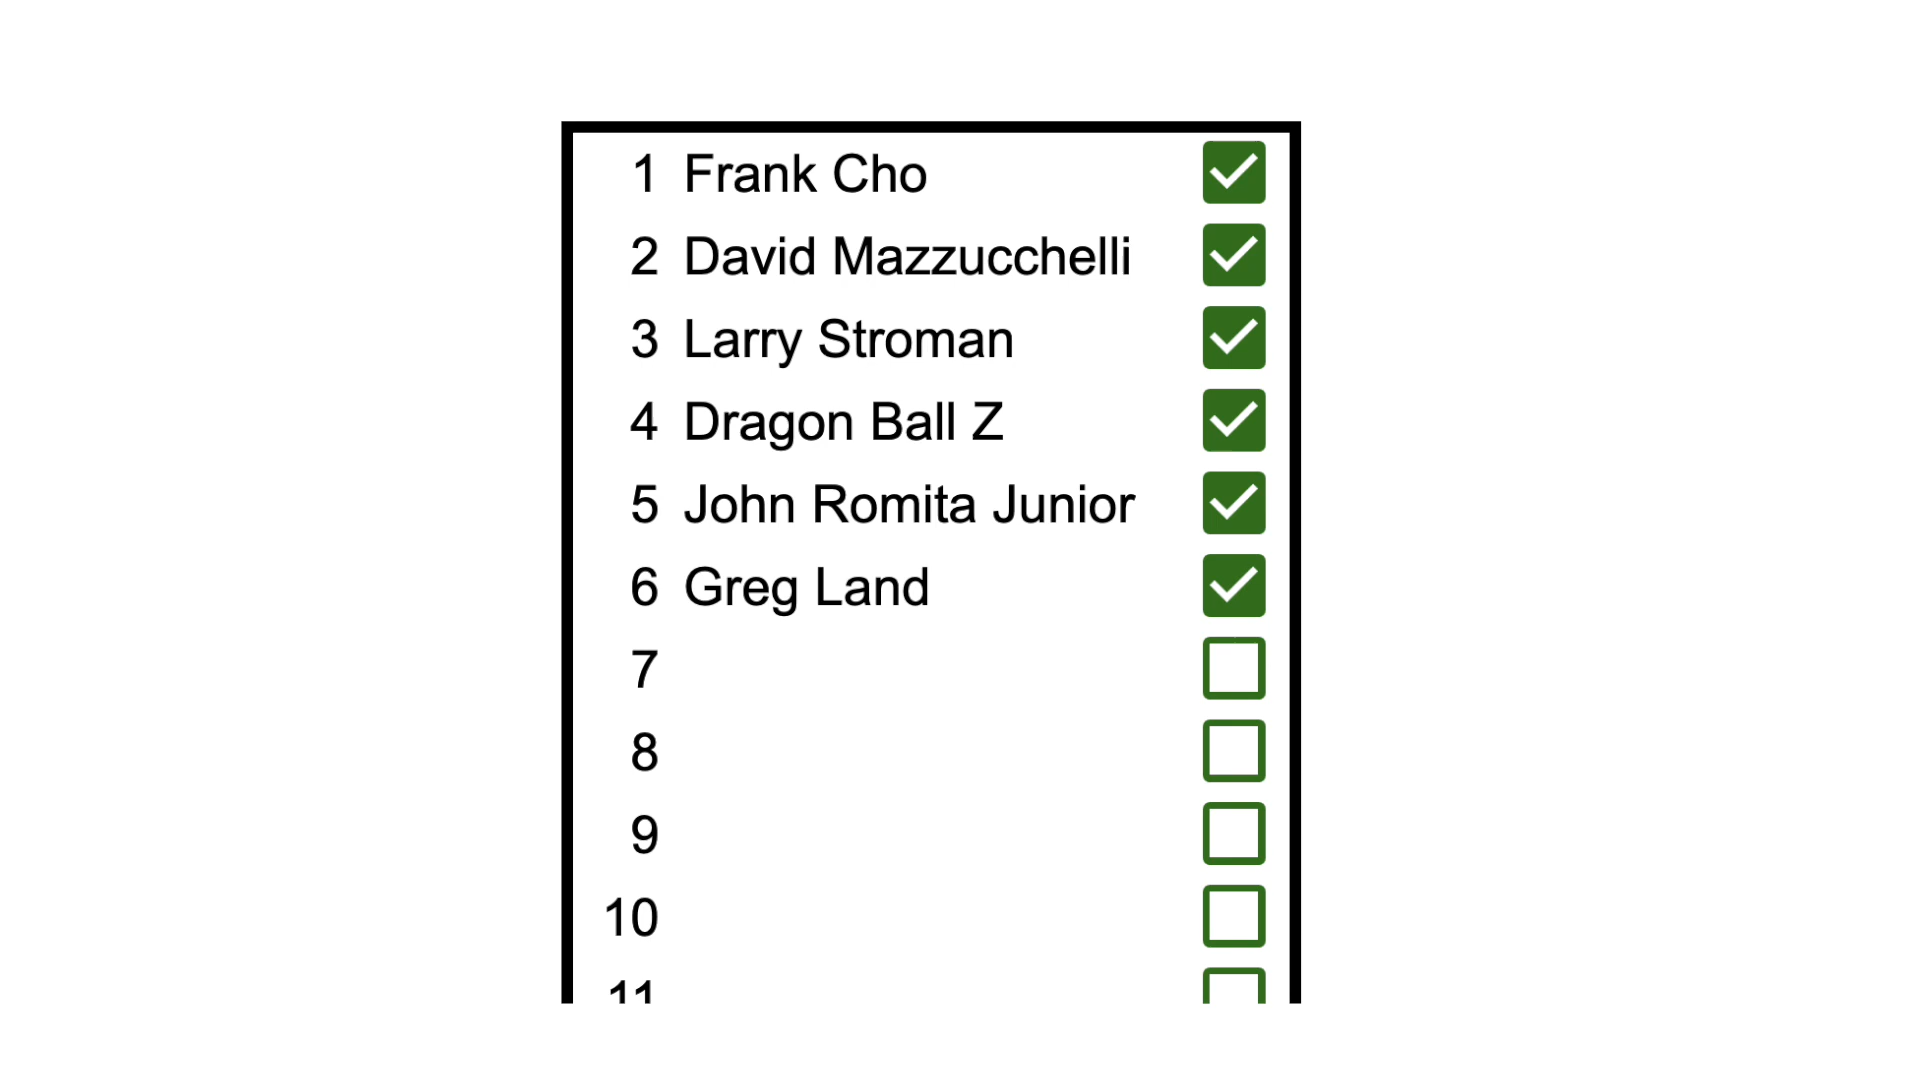 1 Frank Cho
2 David Mazzucchelli
3 Larry Stroman
4 Dragon Ball Z
5 John Romita Junior
6 Greg Land
7
8
9
10
11